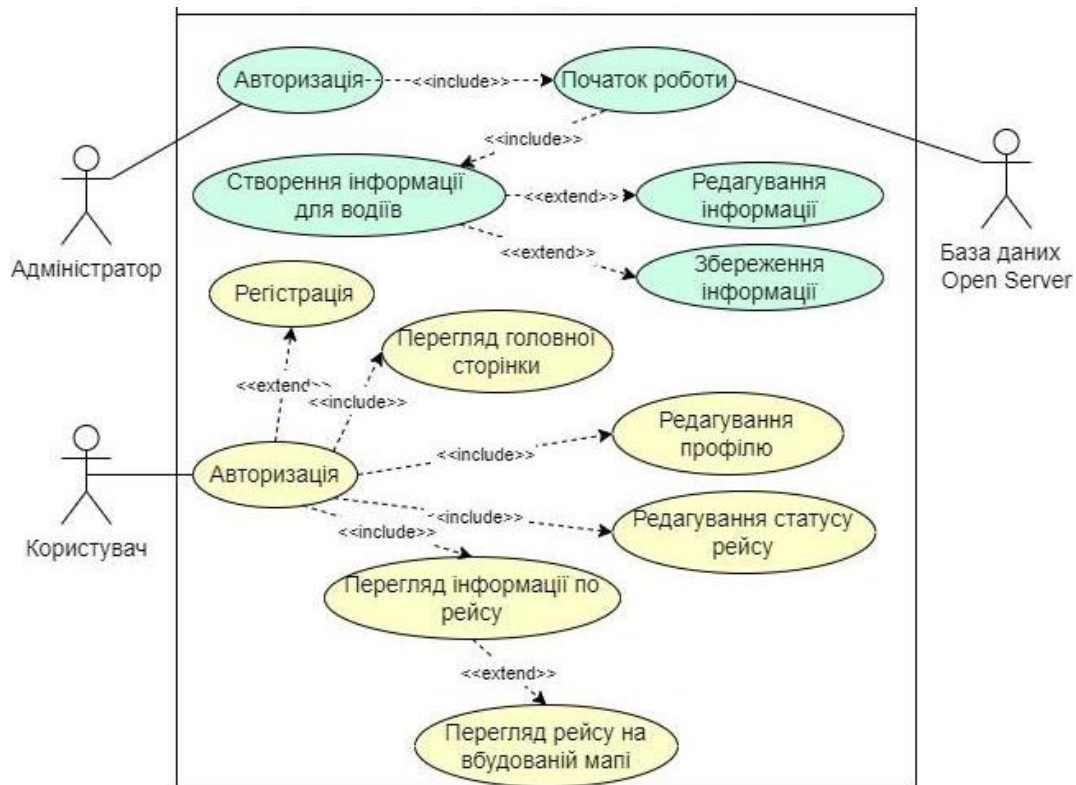 Авторизація
<<include>>
Початок роботи
<<include>>
Створення інформації
для водіїв
<<extend>>
Редагування
інформації
<<extend>>
Збереження
інформації
Адміністратор
База даних
Open Server
Регістрація
Перегляд головної
сторінки
<<extend>>
<<include>>
Редагування
профілю
<<include>>
Авторизація
Користувач
<<include>>
Редагування статусу
рейсу
<<include>>
Перегляд інформації по
рейсу
<<extend>>
Перегляд рейсу на
вбудованій мапі